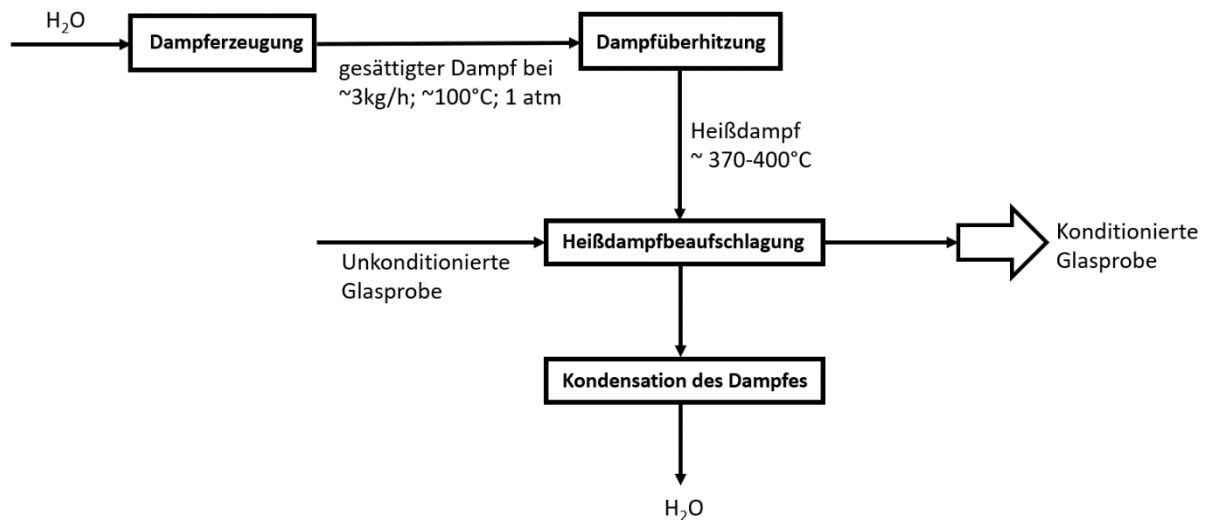 H₂O
Dampferzeugung
Dampfüberhitzung
gesättigter Dampf bei
~3kg/h; ~100°C; 1 atm
Heißdampf
~ 370-400°C
Heißdampfbeaufschlagung
Unkonditionierte
Glasprobe
Konditionierte
Glasprobe
Kondensation des Dampfes
H₂O